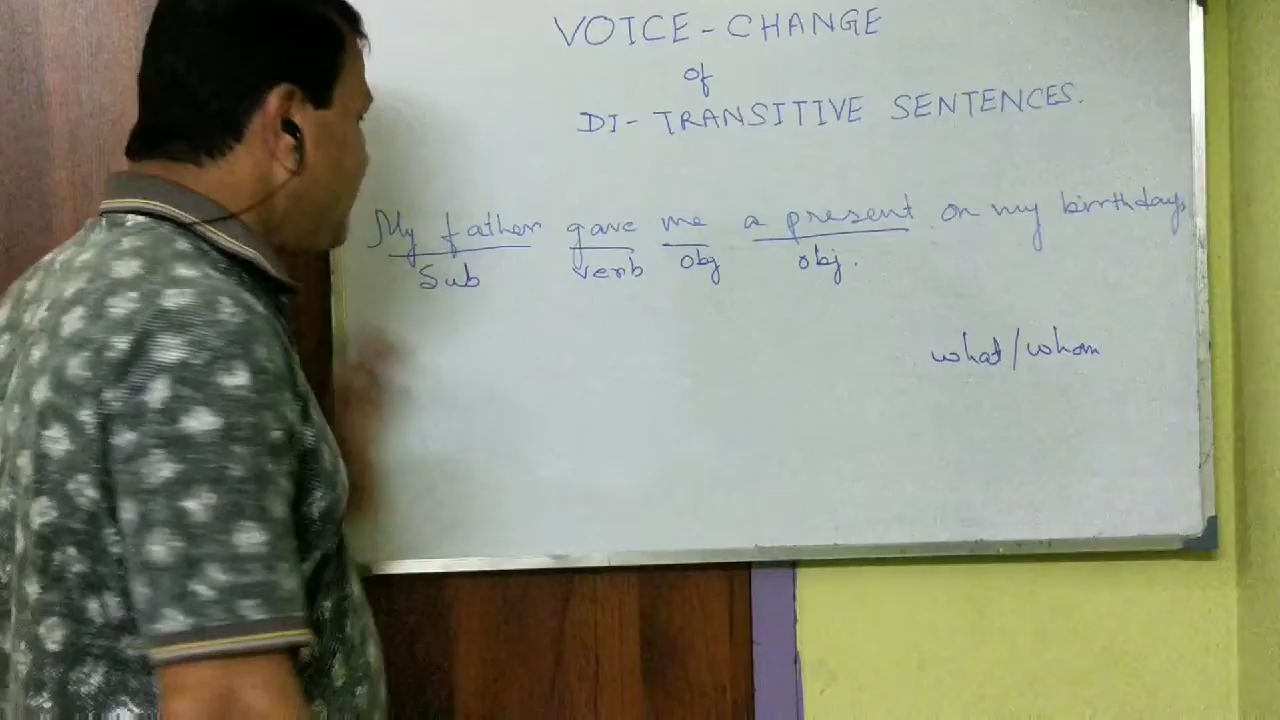 VOICE - CHANGE
of
DI - TRANSITIVE SENTENCES.
My father gave me a present on my birthday.
Sub verb obj obj.
what/whom